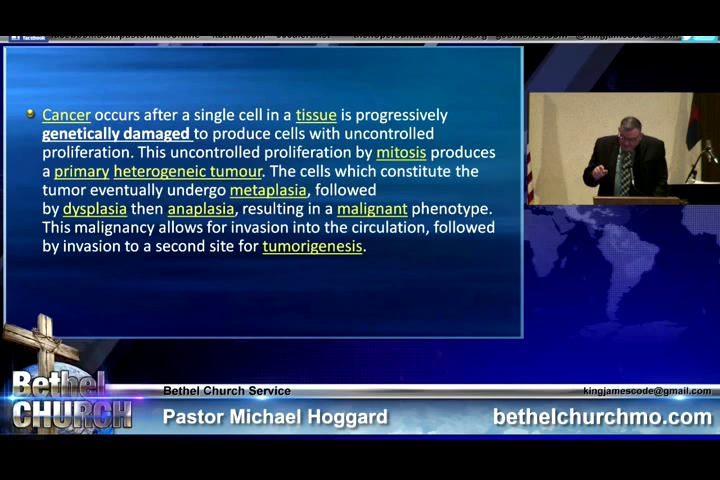 Facebook
Cancer occurs after a single cell in a tissue is progressively
genetically damaged to produce cells with uncontrolled
proliferation. This uncontrolled proliferation by mitosis produces
a primary heterogeneic tumour. The cells which constitute the
tumor eventually undergo metaplasia, followed
by dysplasia then anaplasia, resulting in a malignant phenotype.
This malignancy allows for invasion into the circulation, followed
by invasion to a second site for tumorigenesis.
Bethel
CHURCH
Bethel Church Service
kingjamescode@gmail.com
Pastor Michael Hoggard
bethelchurchmo.com